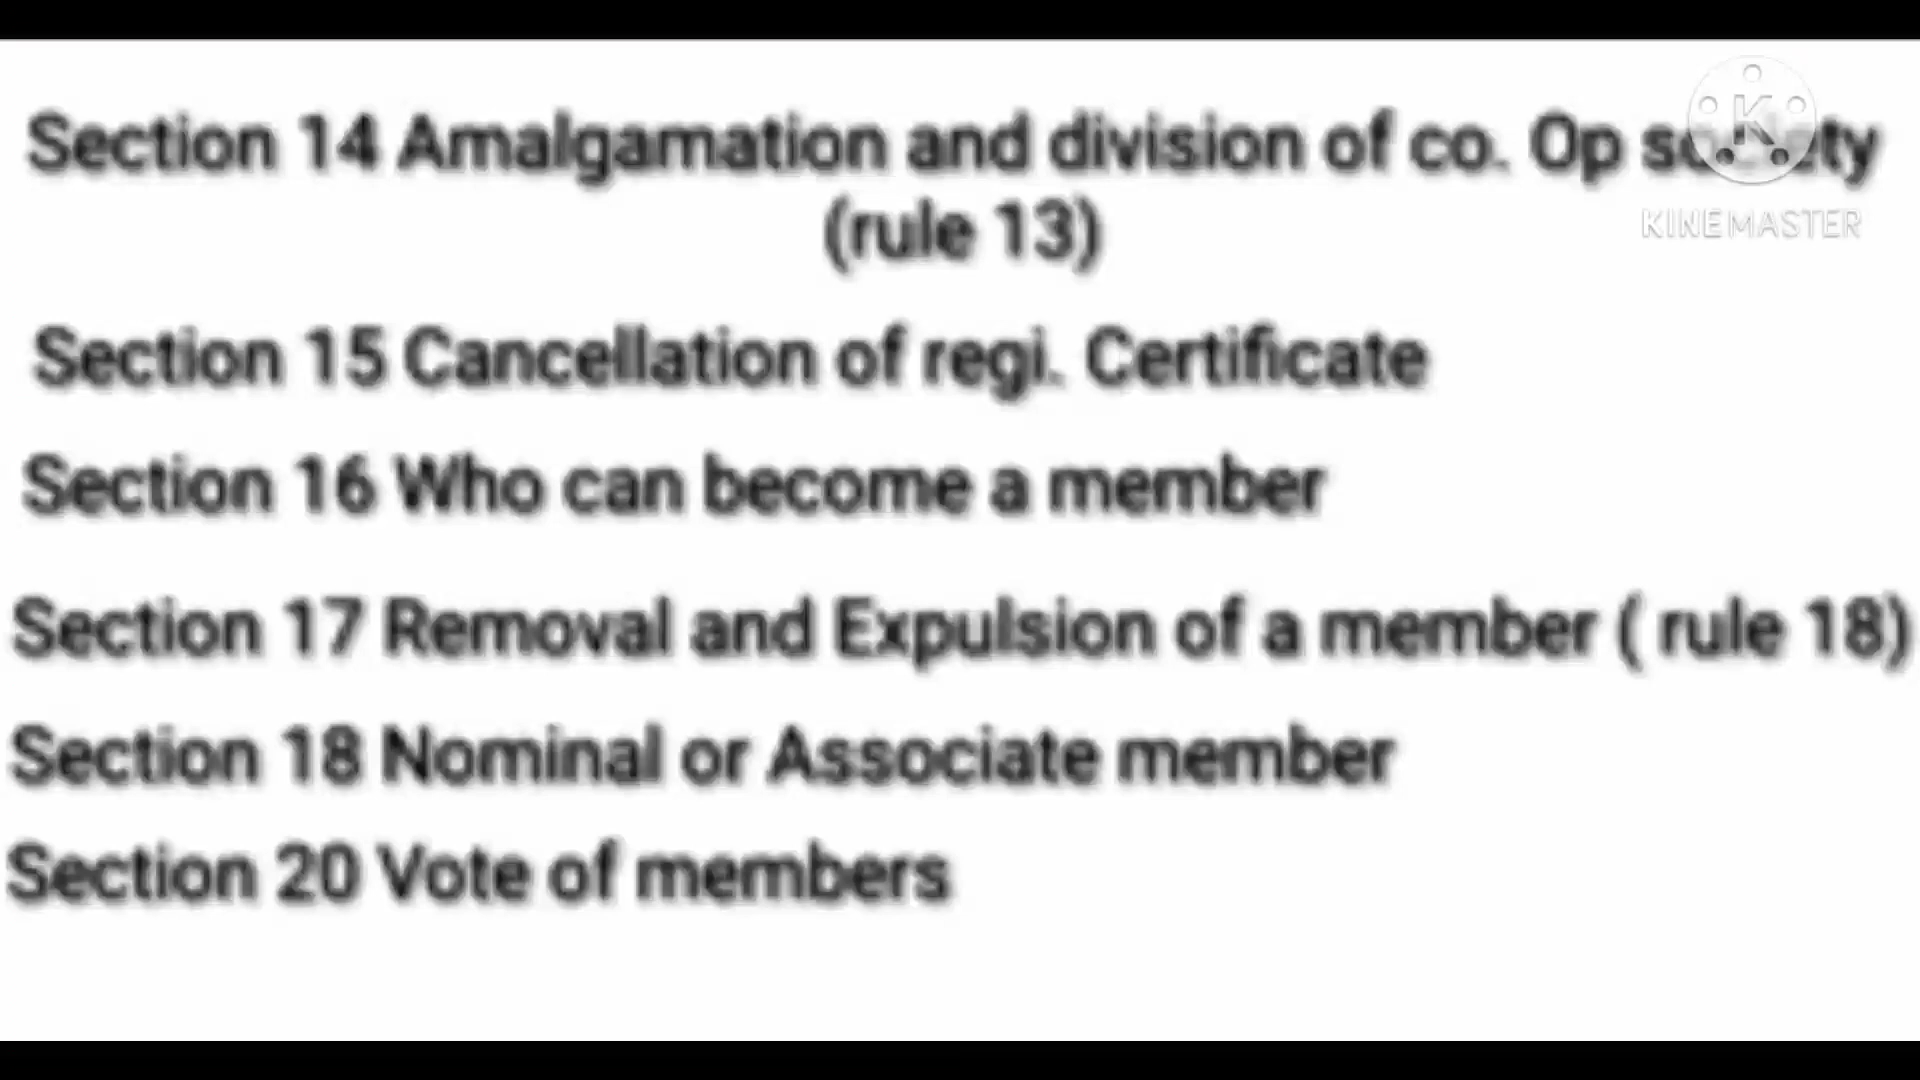 Section 14 Amalgamation and division of co. Op society
(rule 13)
Section 15 Cancellation of regi. Certificate
Section 16 Who can become a member
Section 17 Removal and Expulsion of a member ( rule 18)
Section 18 Nominal or Associate member
Section 20 Vote of members
K
KINEMASTER